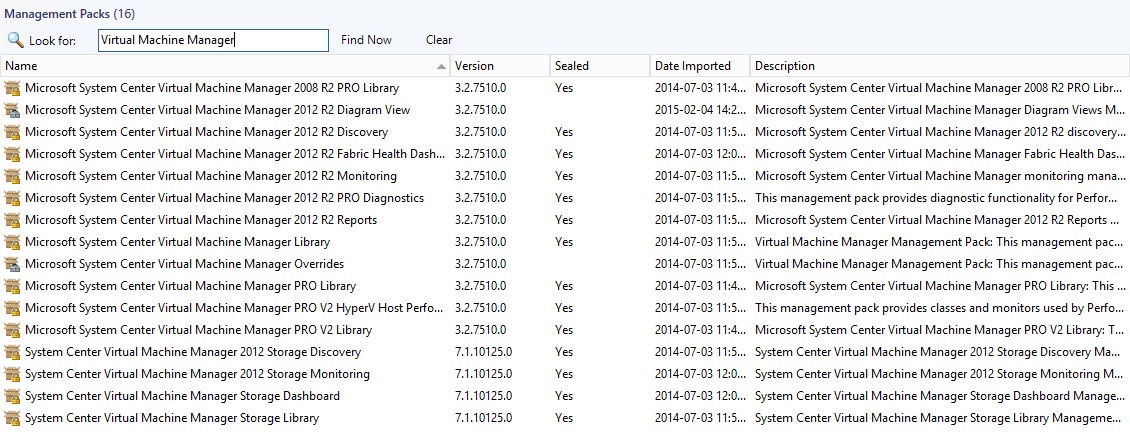 Management Packs (16)
Look for: Virtual Machine Manager Find Now Clear
Name Version Sealed Date Imported Description
Microsoft System Center Virtual Machine Manager 2008 R2 PRO Library 3.2.7510.0 Yes 2014-07-03 11:4... Microsoft System Center Virtual Machine Manager 2008 R2 PRO Libr...
Microsoft System Center Virtual Machine Manager 2012 R2 Diagram View 3.2.7510.0 2015-02-04 14:2... Microsoft System Center Virtual Machine Manager Diagram Views M...
Microsoft System Center Virtual Machine Manager 2012 R2 Discovery 3.2.7510.0 Yes 2014-07-03 11:5... Microsoft System Center Virtual Machine Manager 2012 R2 discovery...
Microsoft System Center Virtual Machine Manager 2012 R2 Fabric Health Dash... 3.2.7510.0 Yes 2014-07-03 12:0... Microsoft System Center Virtual Machine Manager Fabric Health Das...
Microsoft System Center Virtual Machine Manager 2012 R2 Monitoring 3.2.7510.0 Yes 2014-07-03 11:5... Microsoft System Center Virtual Machine Manager monitoring mana...
Microsoft System Center Virtual Machine Manager 2012 R2 PRO Diagnostics 3.2.7510.0 Yes 2014-07-03 11:5... This management pack provides diagnostic functionality for Perfor...
Microsoft System Center Virtual Machine Manager 2012 R2 Reports 3.2.7510.0 Yes 2014-07-03 11:5... Microsoft System Center Virtual Machine Manager 2012 R2 Reports ...
Microsoft System Center Virtual Machine Manager Library 3.2.7510.0 Yes 2014-07-03 11:5... Virtual Machine Manager Management Pack: This management pac...
Microsoft System Center Virtual Machine Manager Overrides 3.2.7510.0 2014-07-03 11:5... Virtual Machine Manager Management Pack: This management pac...
Microsoft System Center Virtual Machine Manager PRO Library 3.2.7510.0 Yes 2014-07-03 11:4... Microsoft System Center Virtual Machine Manager PRO Library: This ...
Microsoft System Center Virtual Machine Manager PRO V2 HyperV Host Perfo... 3.2.7510.0 Yes 2014-07-03 11:5... This management pack provides classes and monitors used by Perfo...
Microsoft System Center Virtual Machine Manager PRO V2 Library 3.2.7510.0 Yes 2014-07-03 11:4... Microsoft System Center Virtual Machine Manager PRO V2 Library: T...
System Center Virtual Machine Manager 2012 Storage Discovery 7.1.10125.0 Yes 2014-07-03 11:5... System Center Virtual Machine Manager 2012 Storage Discovery Ma...
System Center Virtual Machine Manager 2012 Storage Monitoring 7.1.10125.0 Yes 2014-07-03 12:0... System Center Virtual Machine Manager 2012 Storage Monitoring M...
System Center Virtual Machine Manager Storage Dashboard 7.1.10125.0 Yes 2014-07-03 12:0... System Center Virtual Machine Manager Storage Dashboard Manage...
System Center Virtual Machine Manager Storage Library 7.1.10125.0 Yes 2014-07-03 11:5... System Center Virtual Machine Manager Storage Library Manageme...